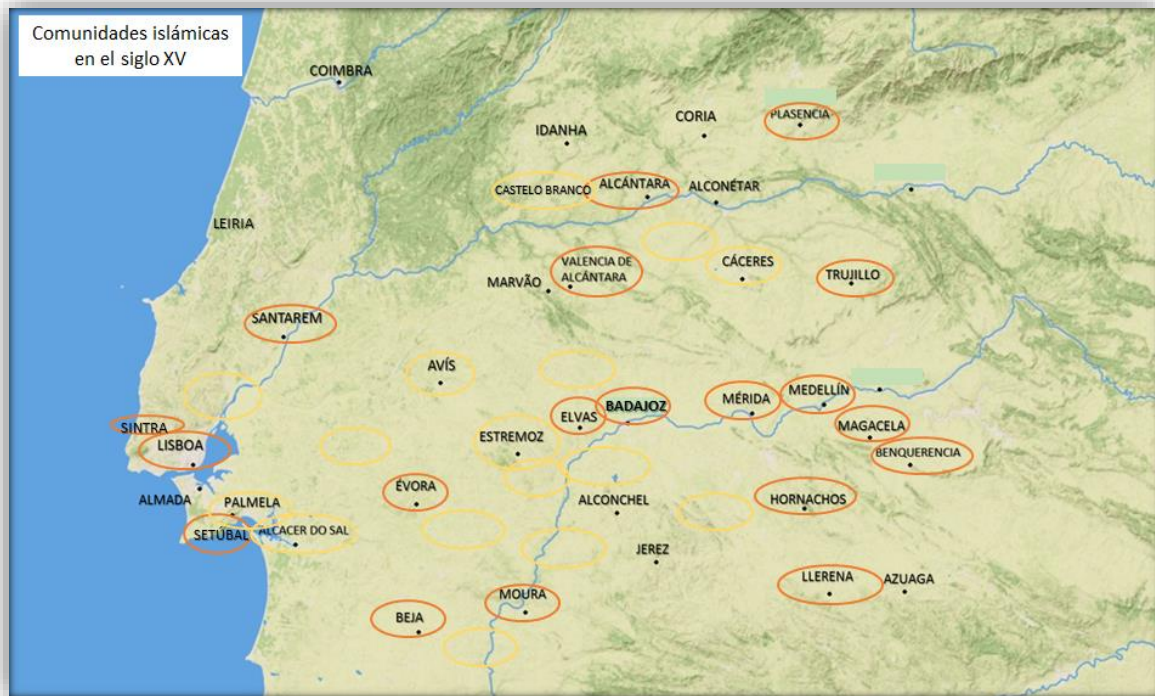 Comunidades islámicas
en el siglo XV
COIMBRA
PLASENCIA
CORIA
IDANHA
CASTELO BRANCO
ALCÁNTARA
ALCONÉTAR
LEIRIA
VALENCIA DE
ALCÁNTARA
CÁCERES
TRUJILLO
MARVÃO
SANTAREM
AVÍS
MÉRIDA
MEDELLÍN
BADAJOZ
ELVAS
SINTRA
MAGACELA
ESTREMOZ
LISBOA
BENQUERENCIA
ÉVORA
ALMADA
PALMELA
ALCONCHEL
HORNACHOS
SETÚBAL
ALCACER DO SAL
JEREZ
LLERENA
AZUAGA
MOURA
BEJA